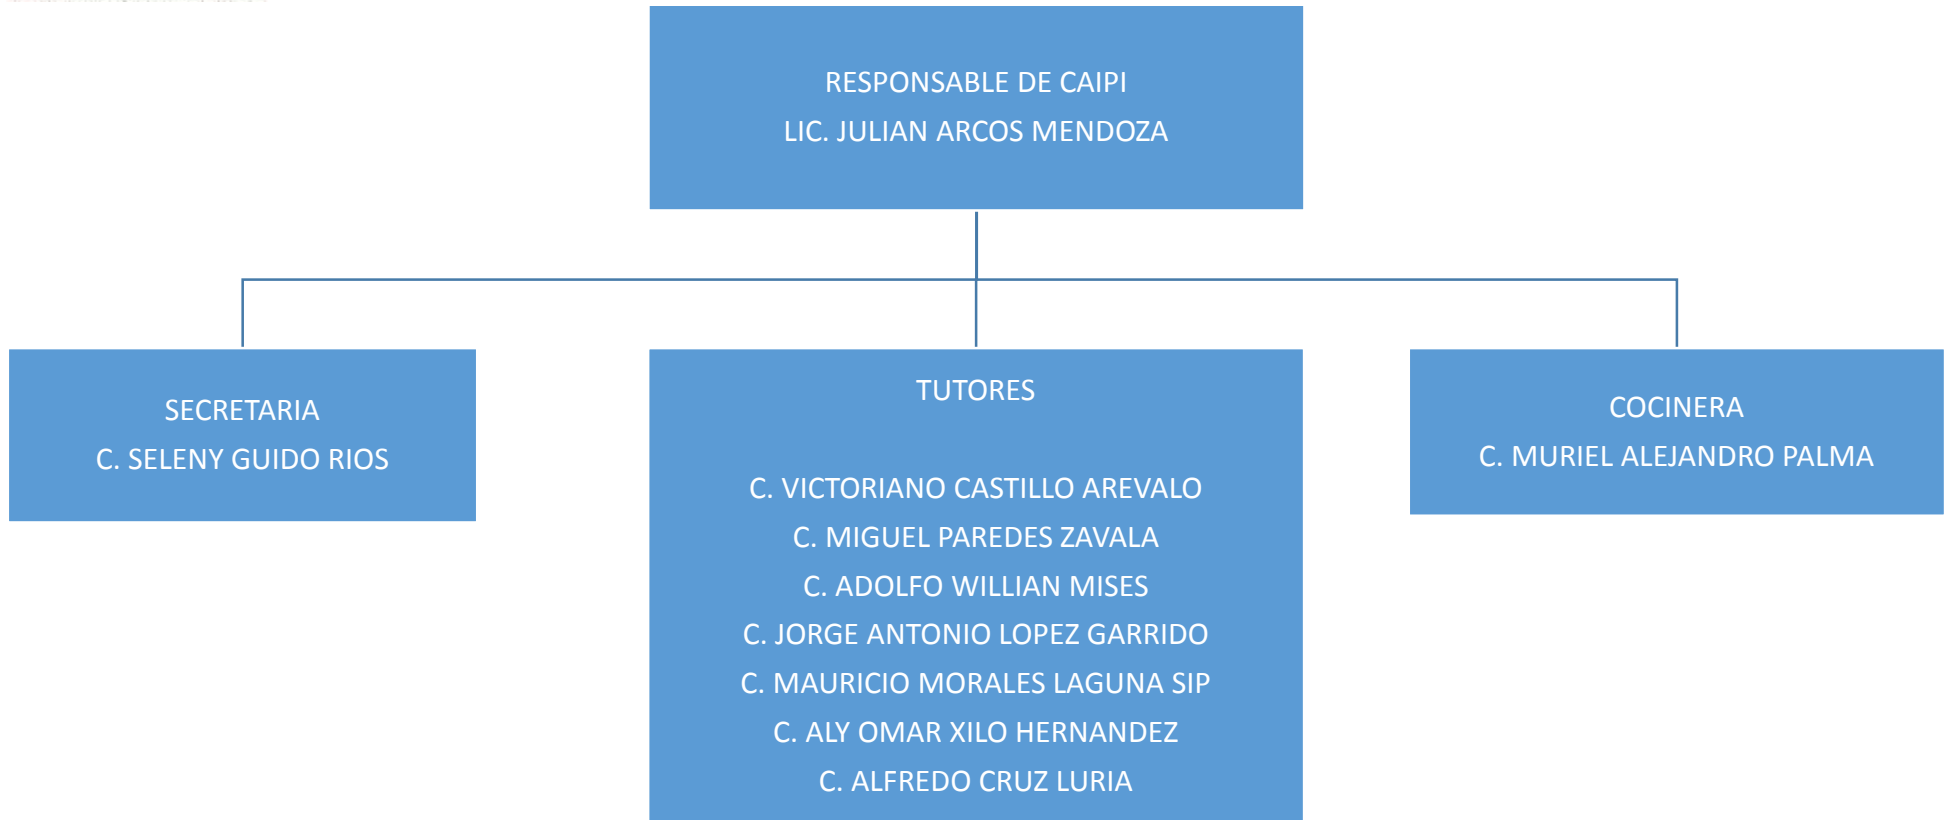 RESPONSABLE DE CAIPI
LIC. JULIAN ARCOS MENDOZA
SECRETARIA
C. SELENY GUIDO RIOS
TUTORES
C. VICTORIANO CASTILLO AREVALO
C. MIGUEL PAREDES ZAVALA
C. ADOLFO WILLIAN MISES
C. JORGE ANTONIO LOPEZ GARRIDO
C. MAURICIO MORALES LAGUNA SIP
C. ALY OMAR XILO HERNANDEZ
C. ALFREDO CRUZ LURIA
COCINERA
C. MURIEL ALEJANDRO PALMA